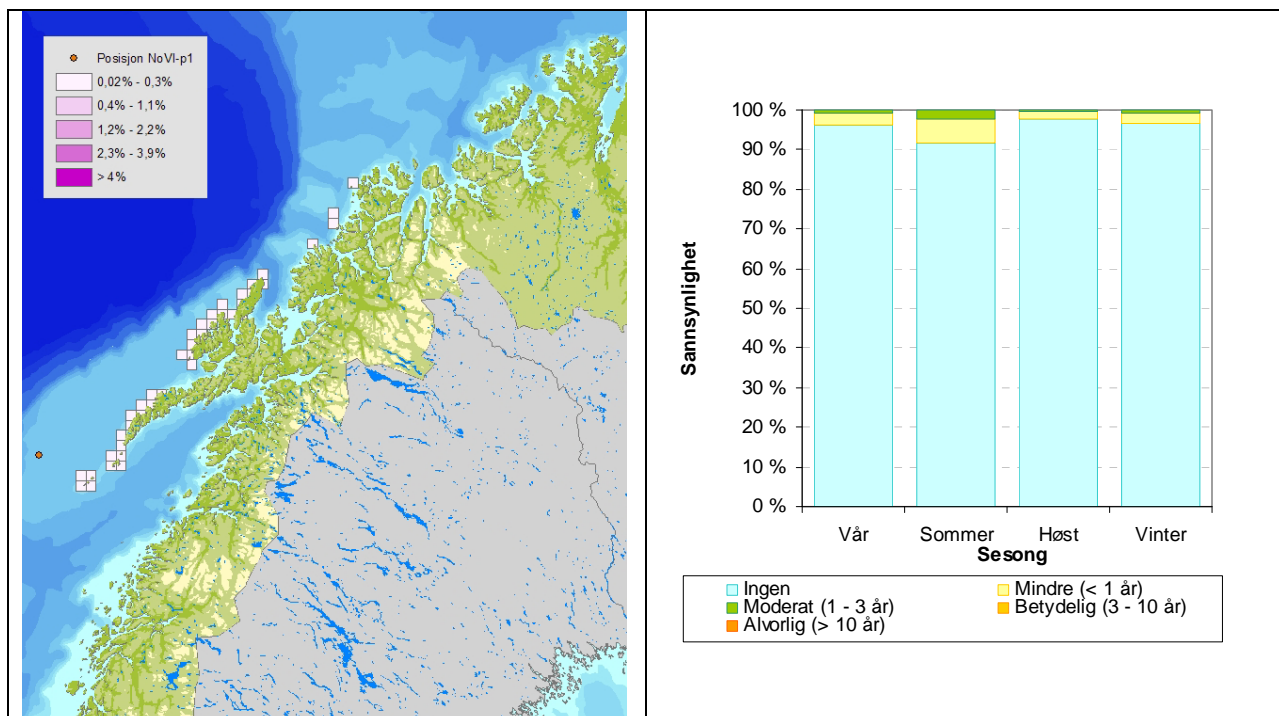 Posisjon NoVI-p1
0,02% - 0,3%
0,4% - 1,1%
1,2% - 2,2%
2,3% - 3,9%
> 4%
Sannsynlighet
100 %
90 %
80 %
70 %
60 %
50 %
40 %
30 %
20 %
10 %
0 %
Vår Sommer Høst Vinter
Sesong
Ingen Mindre (< 1 år)
Moderat (1 - 3 år) Betydelig (3 - 10 år)
Alvorlig (> 10 år)